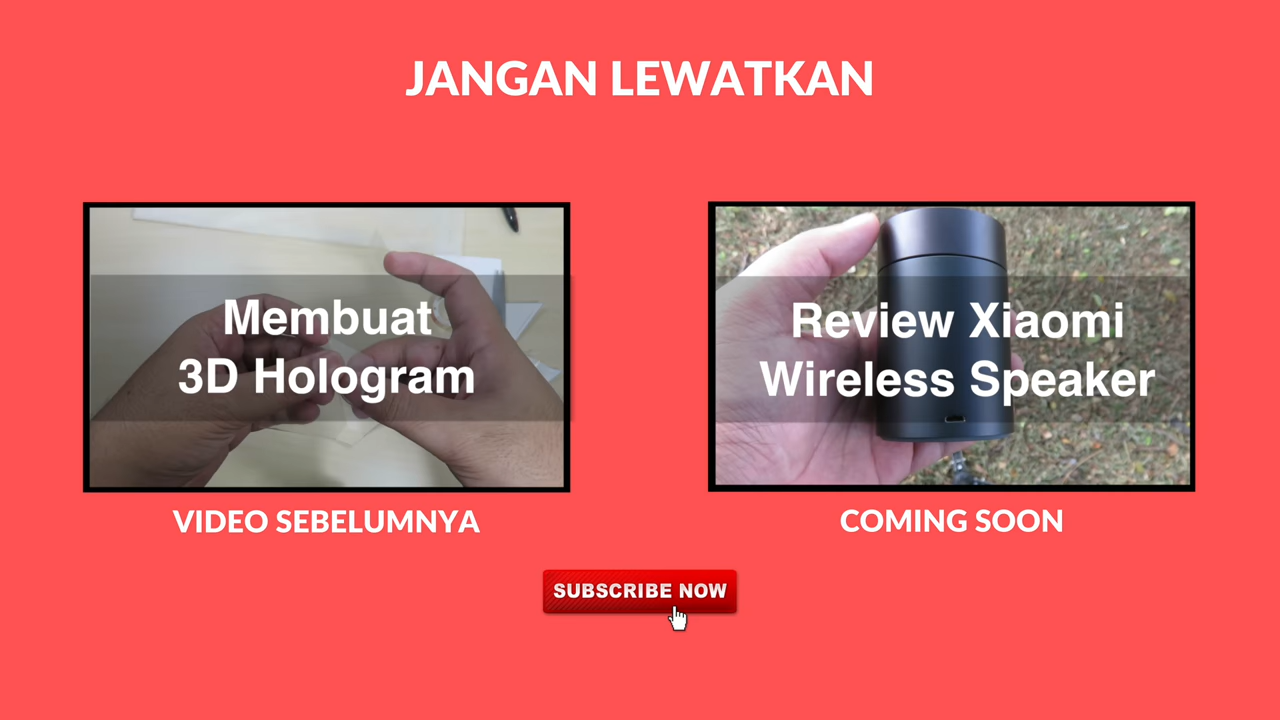 JANGAN LEWATKAN
Membuat
3D Hologram
Review Xiaomi
Wireless Speaker
VIDEO SEBELUMNYA
COMING SOON
SUBSCRIBE NOW